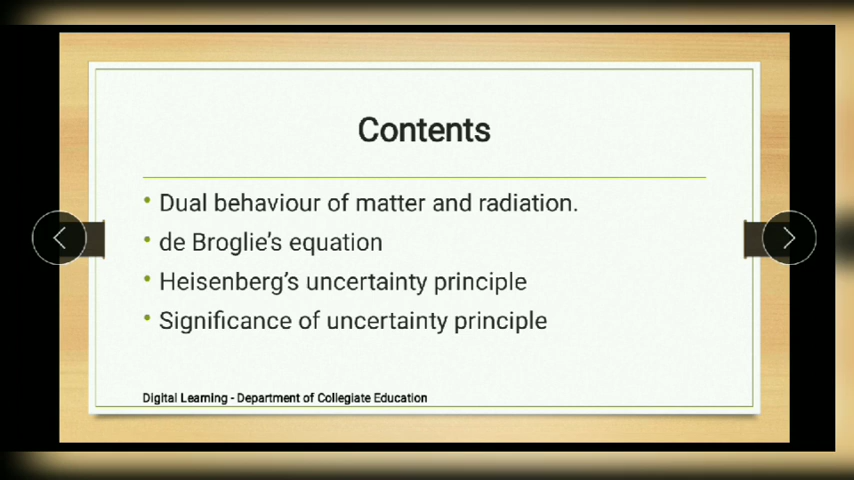 Contents
• Dual behaviour of matter and radiation.
• de Broglie's equation
• Heisenberg's uncertainty principle
• Significance of uncertainty principle
Digital Learning - Department of Collegiate Education